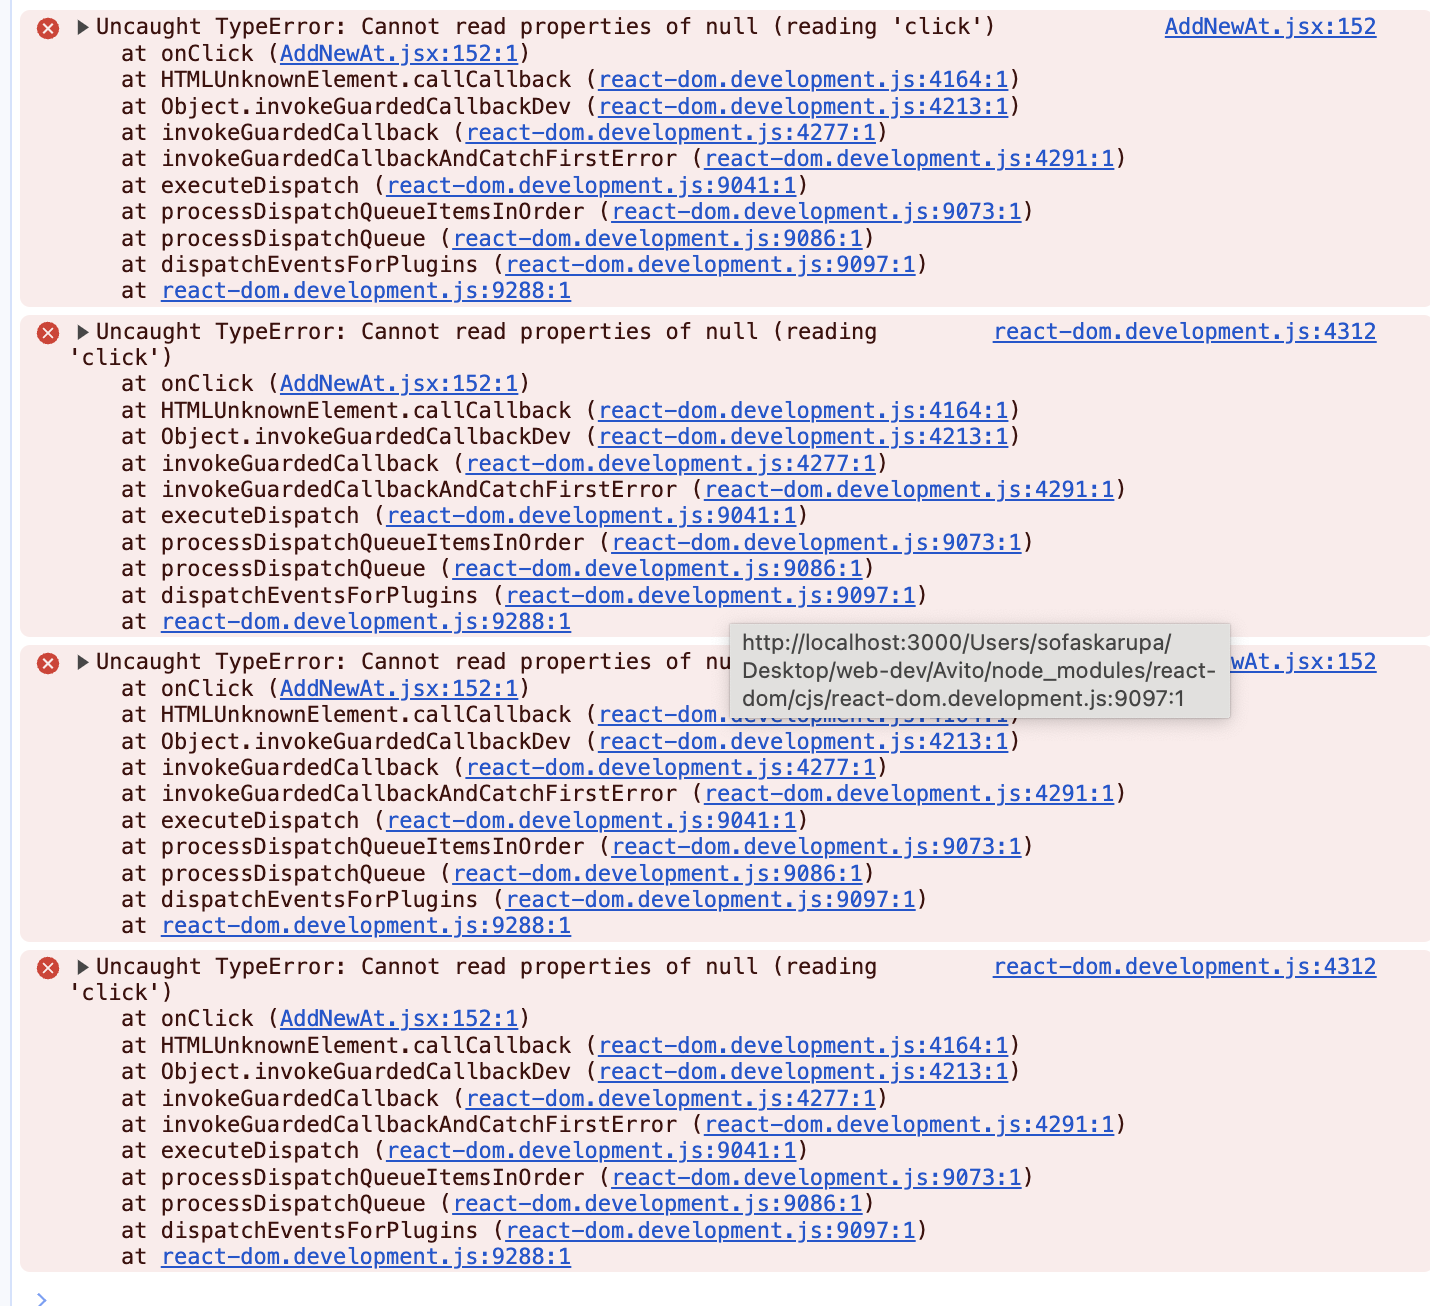 Uncaught TypeError: Cannot read properties of null (reading 'click') AddNewAt.jsx:152
at onClick (AddNewAt.jsx:152:1)
at HTMLUnknownElement.callCallback (react-dom.development.js:4164:1)
at Object.invokeGuardedCallbackDev (react-dom.development.js:4213:1)
at invokeGuardedCallback (react-dom.development.js:4277:1)
at invokeGuardedCallbackAndCatchFirstError (react-dom.development.js:4291:1)
at executeDispatch (react-dom.development.js:9041:1)
at processDispatchQueueItemsInOrder (react-dom.development.js:9073:1)
at processDispatchQueue (react-dom.development.js:9086:1)
at dispatchEventsForPlugins (react-dom.development.js:9097:1)
at react-dom.development.js:9288:1
Uncaught TypeError: Cannot read properties of null (reading react-dom.development.js:4312
'click')
at onClick (AddNewAt.jsx:152:1)
at HTMLUnknownElement.callCallback (react-dom.development.js:4164:1)
at Object.invokeGuardedCallbackDev (react-dom.development.js:4213:1)
at invokeGuardedCallback (react-dom.development.js:4277:1)
at invokeGuardedCallbackAndCatchFirstError (react-dom.development.js:4291:1)
at executeDispatch (react-dom.development.js:9041:1)
at processDispatchQueueItemsInOrder (react-dom.development.js:9073:1)
at processDispatchQueue (react-dom.development.js:9086:1)
at dispatchEventsForPlugins (react-dom.development.js:9097:1)
at react-dom.development.js:9288:1
http://localhost:3000/Users/sofaskarupa/
Desktop/web-dev/Avito/node_modules/react-
dom/cjs/react-dom.development.js:9097:1
Uncaught TypeError: Cannot read properties of nu wAt.jsx:152
at onClick (AddNewAt.jsx:152:1)
at HTMLUnknownElement.callCallback (react-dom.development.js:4164:1)
at Object.invokeGuardedCallbackDev (react-dom.development.js:4213:1)
at invokeGuardedCallback (react-dom.development.js:4277:1)
at invokeGuardedCallbackAndCatchFirstError (react-dom.development.js:4291:1)
at executeDispatch (react-dom.development.js:9041:1)
at processDispatchQueueItemsInOrder (react-dom.development.js:9073:1)
at processDispatchQueue (react-dom.development.js:9086:1)
at dispatchEventsForPlugins (react-dom.development.js:9097:1)
at react-dom.development.js:9288:1
Uncaught TypeError: Cannot read properties of null (reading react-dom.development.js:4312
'click')
at onClick (AddNewAt.jsx:152:1)
at HTMLUnknownElement.callCallback (react-dom.development.js:4164:1)
at Object.invokeGuardedCallbackDev (react-dom.development.js:4213:1)
at invokeGuardedCallback (react-dom.development.js:4277:1)
at invokeGuardedCallbackAndCatchFirstError (react-dom.development.js:4291:1)
at executeDispatch (react-dom.development.js:9041:1)
at processDispatchQueueItemsInOrder (react-dom.development.js:9073:1)
at processDispatchQueue (react-dom.development.js:9086:1)
at dispatchEventsForPlugins (react-dom.development.js:9097:1)
at react-dom.development.js:9288:1